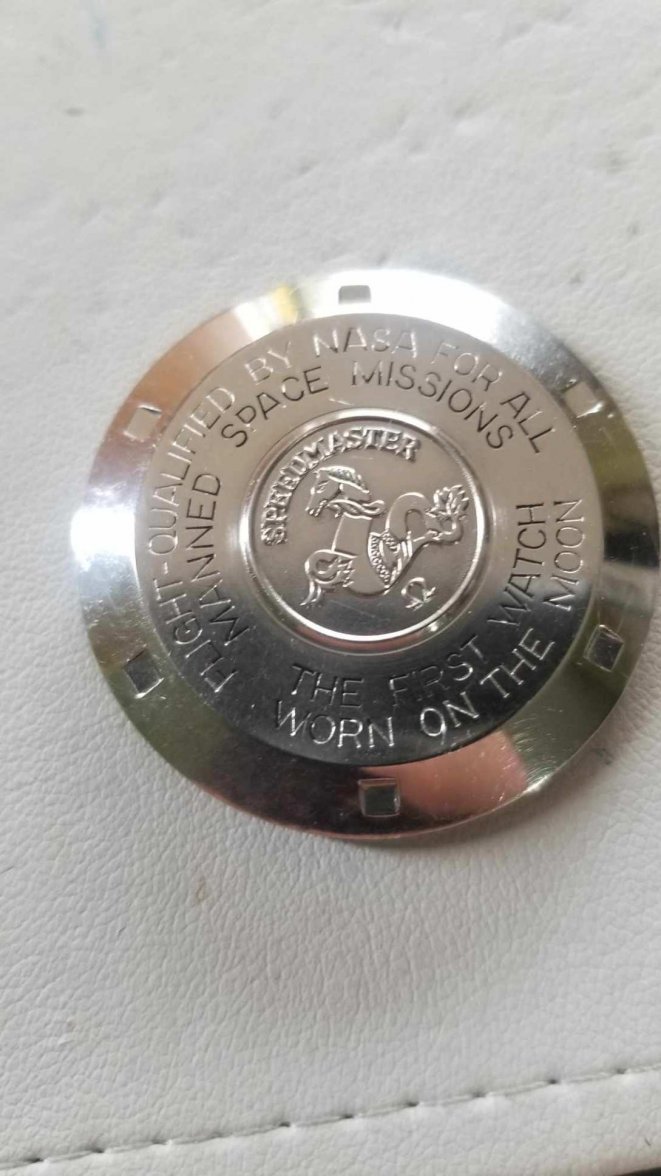 FLIGHT-QUALIFIED BY NASA FOR ALL
MANNED SPACE MISSIONS
SPEEDMASTER
Ω
THE FIRST WATCH
WORN ON THE MOON